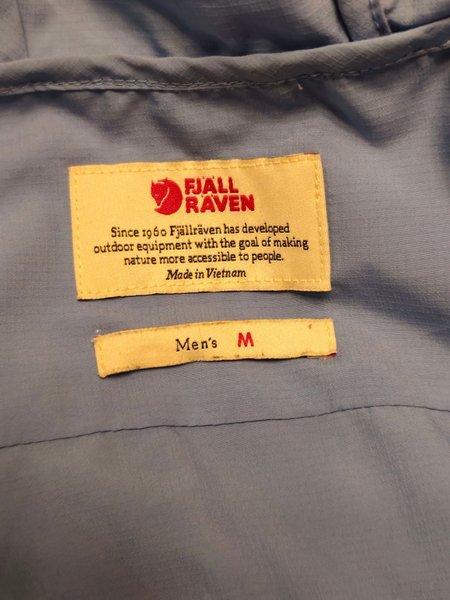 FJÄLL
RÄVEN
Since 1960 Fjällräven has developed
outdoor equipment with the goal of making
nature more accessible to people.
Made in Vietnam
Men's M